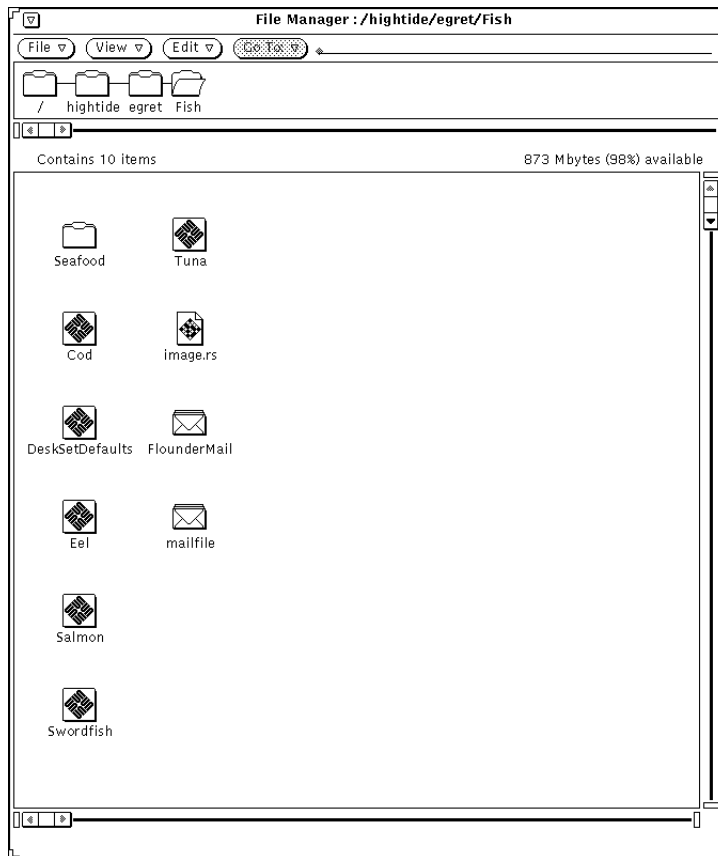 File Manager : /hightide/egret/Fish
File View Edit Go To:
/ hightide egret Fish
Contains 10 items 873 Mbytes (98%) available
Seafood Tuna
Cod image.rs
DeskSetDefaults FlounderMail
Eel mailfile
Salmon
Swordfish